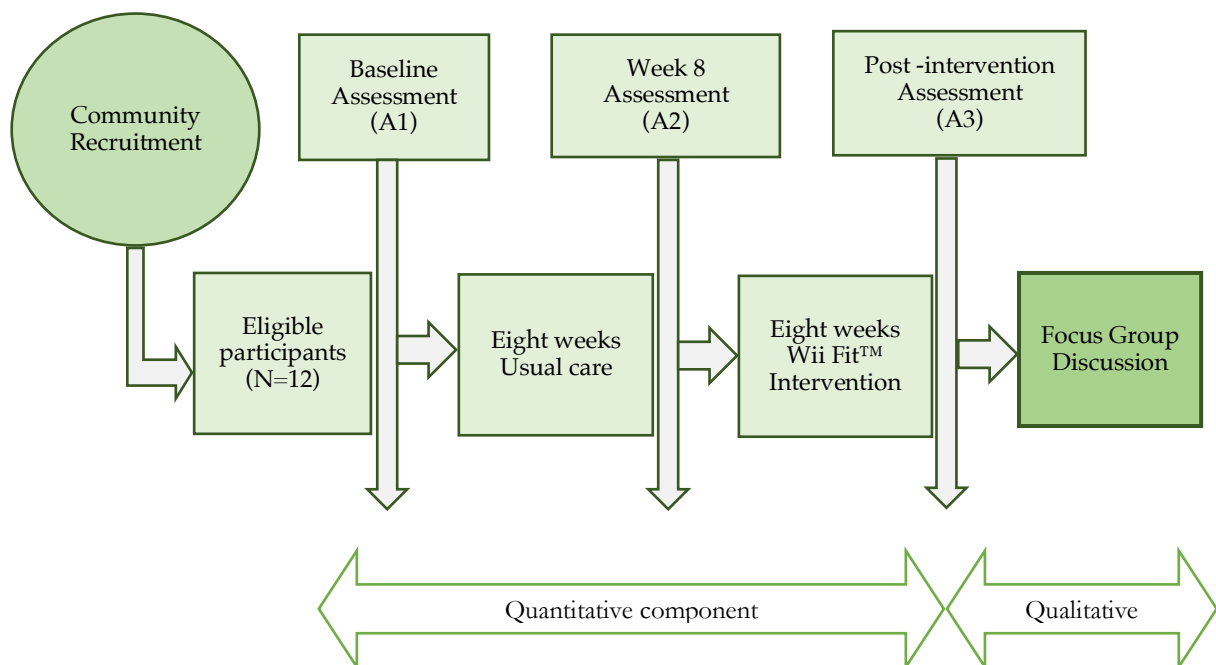 Community
Recruitment
Baseline
Assessment
(A1)
Week 8
Assessment
(A2)
Post -intervention
Assessment
(A3)
Eligible
participants
(N=12)
Eight weeks
Usual care
Eight weeks
Wii Fit™
Intervention
Focus Group
Discussion
Quantitative component
Qualitative